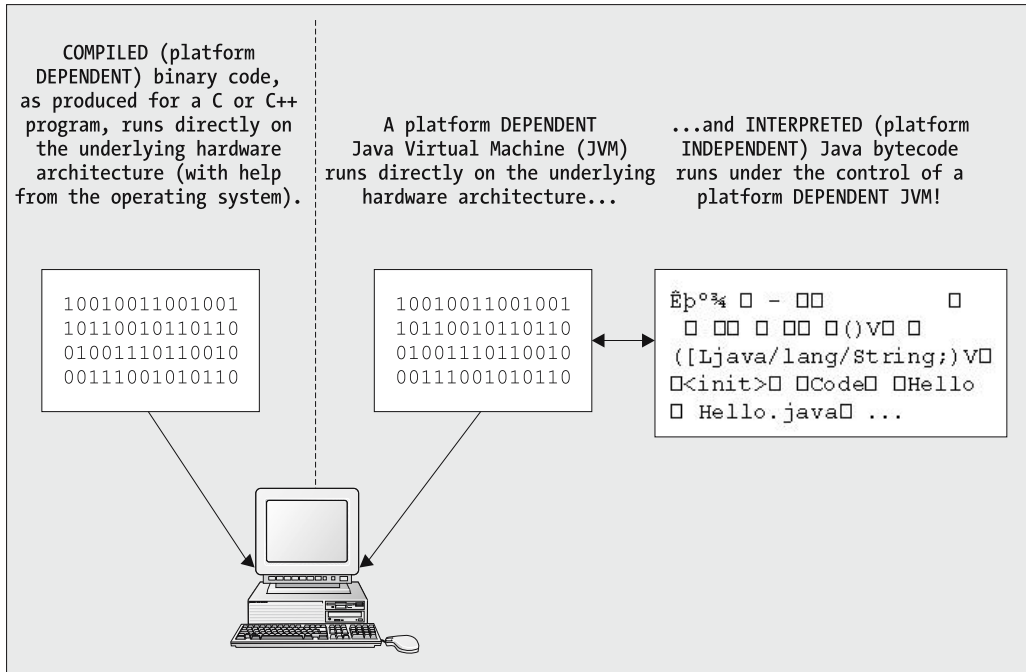 COMPILED (platform
DEPENDENT) binary code,
as produced for a C or C++
program, runs directly on
the underlying hardware
architecture (with help
from the operating system).
A platform DEPENDENT
Java Virtual Machine (JVM)
runs directly on the underlying
hardware architecture...
...and INTERPRETED (platform
INDEPENDENT) Java bytecode
runs under the control of a
platform DEPENDENT JVM!
10010011001001
10110010110110
01001110110010
00111001010110
10010011001001
10110010110110
01001110110010
00111001010110
Êþº¾ □ - □□ □
□ □□ □ □□ □()V□ □
([Ljava/lang/String;)V□
□<init>□ □Code□ □Hello
□ Hello.java□ ...